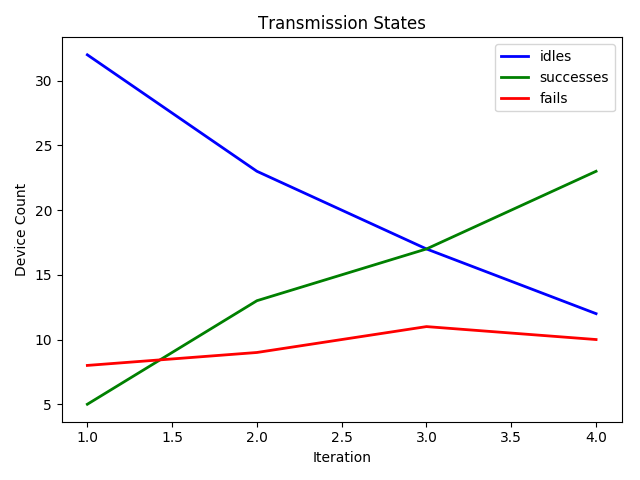 Transmission States
idles
successes
fails
Device Count
30
25
20
15
10
5
1.0 1.5 2.0 2.5 3.0 3.5 4.0
Iteration